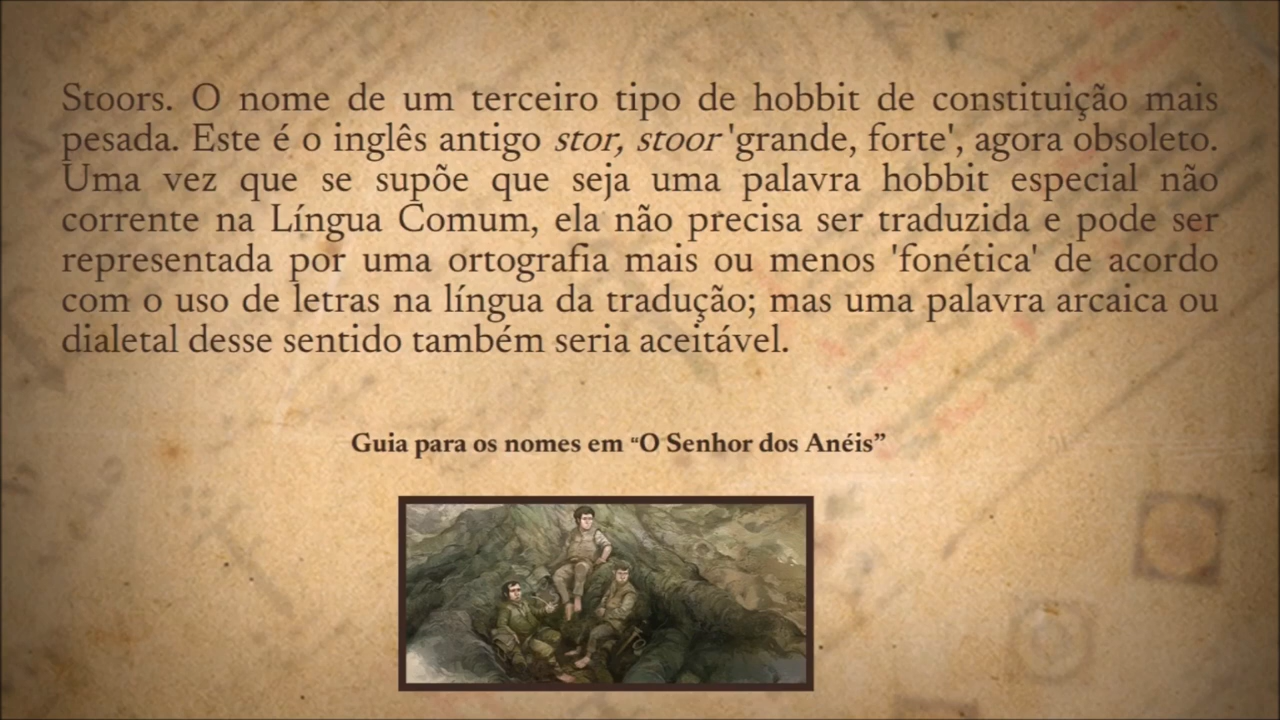 Stoors. O nome de um terceiro tipo de hobbit de constituição mais
pesada. Este é o inglês antigo stor, stoor 'grande, forte', agora obsoleto.
Uma vez que se supõe que seja uma palavra hobbit especial não
corrente na Língua Comum, ela não precisa ser traduzida e pode ser
representada por uma ortografia mais ou menos 'fonética' de acordo
com o uso de letras na língua da tradução; mas uma palavra arcaica ou
dialetal desse sentido também seria aceitável.
Guia para os nomes em “O Senhor dos Anéis”